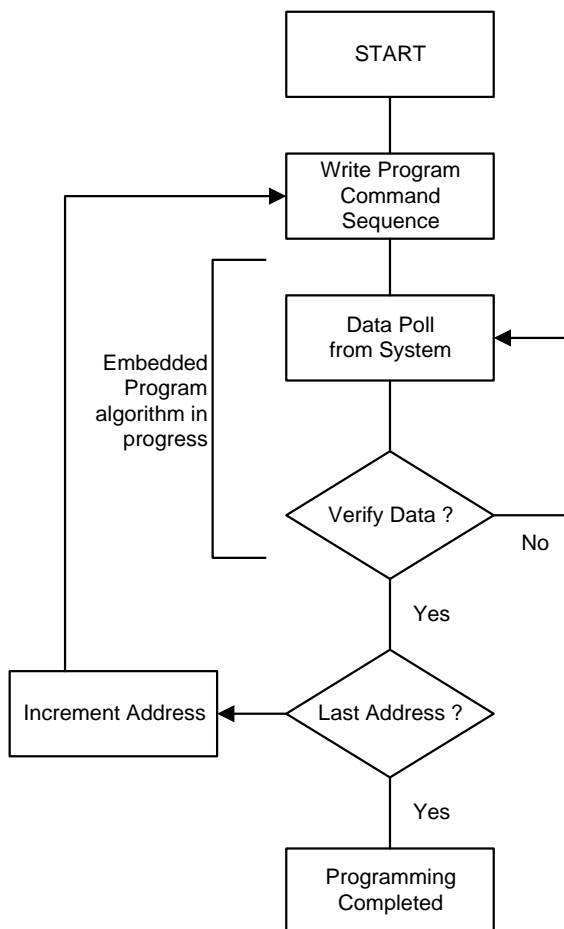 START
Write Program
Command
Sequence
Data Poll
from System
Embedded
Program
algorithm in
progress
Verify Data ?
No
Yes
Increment Address
Last Address ?
Yes
Programming
Completed